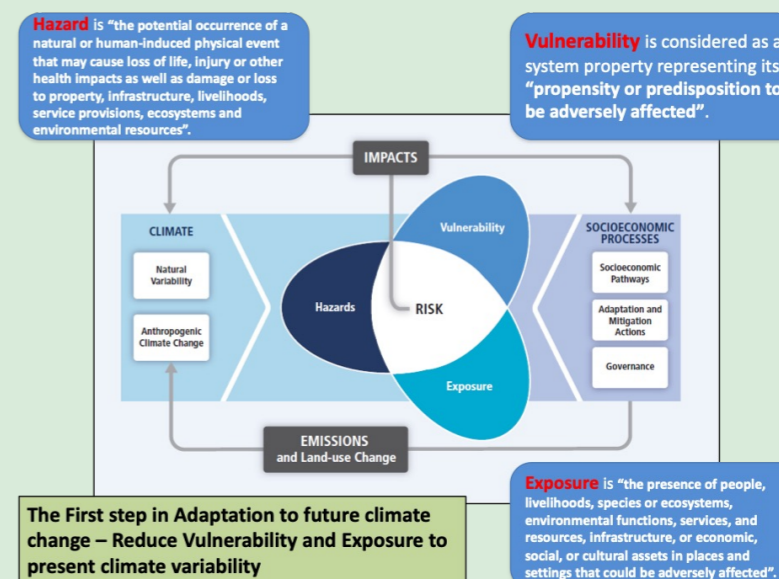 Hazard is “the potential occurrence of a
natural or human-induced physical event
that may cause loss of life, injury or other
health impacts as well as damage or loss
to property, infrastructure, livelihoods,
service provisions, ecosystems and
environmental resources”.
Vulnerability is considered as a
system property representing its
“propensity or predisposition to
be adversely affected”.
IMPACTS
CLIMATE
Natural
Variability
Anthropogenic
Climate Change
Vulnerability
Hazards
RISK
Exposure
SOCIOECONOMIC
PROCESSES
Socioeconomic
Pathways
Adaptation and
Mitigation
Actions
Governance
EMISSIONS
and Land-use Change
The First step in Adaptation to future climate
change – Reduce Vulnerability and Exposure to
present climate variability
Exposure is “the presence of people,
livelihoods, species or ecosystems,
environmental functions, services, and
resources, infrastructure, or economic,
social, or cultural assets in places and
settings that could be adversely affected”.